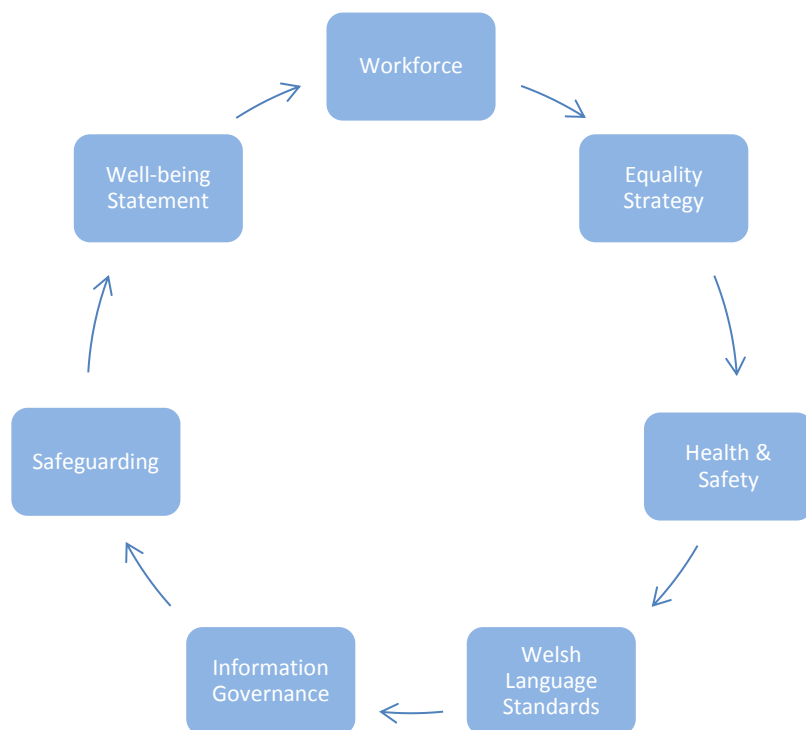 Workforce
Equality
Strategy
Health &
Safety
Welsh
Language
Standards
Information
Governance
Safeguarding
Well-being
Statement